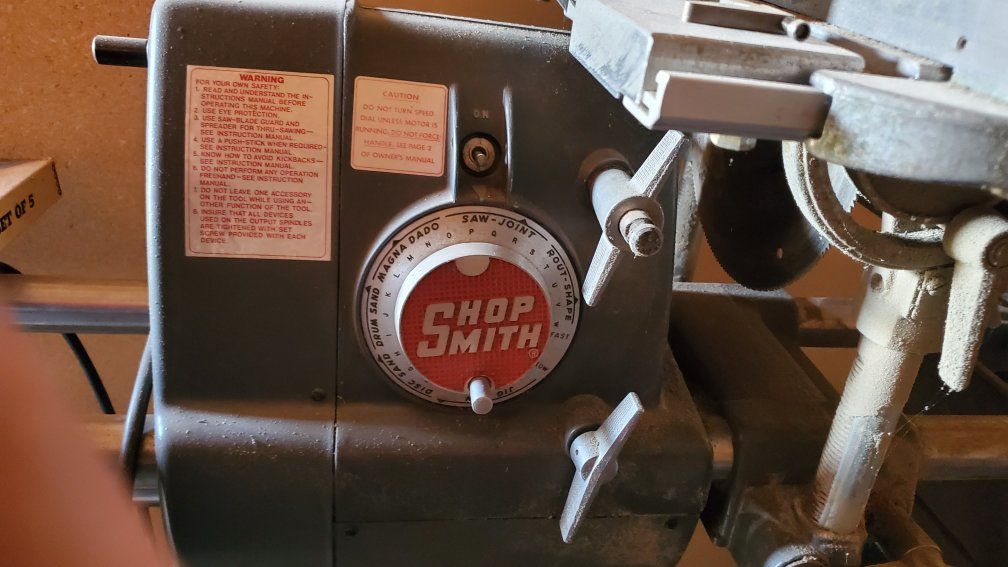 WARNING
FOR YOUR OWN SAFETY:
1. READ AND UNDERSTAND THE IN-
STRUCTIONS MANUAL BEFORE
OPERATING THIS MACHINE.
2. USE EYE PROTECTION.
3. USE SAW-BLADE GUARD AND
SPREADER FOR THRU-SAWING—
SEE INSTRUCTION MANUAL.
4. USE A PUSH-STICK WHEN REQUIRED-
SEE INSTRUCTION MANUAL.
5. KNOW HOW TO AVOID KICKBACKS—
SEE INSTRUCTION MANUAL.
6. DO NOT PERFORM ANY OPERATION
FREEHAND-SEE INSTRUCTION
MANUAL.
7. DO NOT LEAVE ONE ACCESSORY
ON THE TOOL WHILE USING AN-
OTHER FUNCTION OF THE TOOL.
8. INSURE THAT ALL DEVICES
USED ON THE OUTPUT SPINDLES
ARE TIGHTENED WITH SET
SCREW PROVIDED WITH EACH
DEVICE.
CAUTION
DO NOT TURN SPEED
DIAL UNLESS MOTOR IS
RUNNING: DO NOT FORCE
HANDLE: SEE PAGE 2
OF OWNER'S MANUAL
ON
DISC SAND DRUM SAND MAGNA DADO SAW-JOINT ROUT-SHAPE
H I J K L M N O P Q R S T U V W FAST
JIG
SHOP
SMITH®
SET OF 5